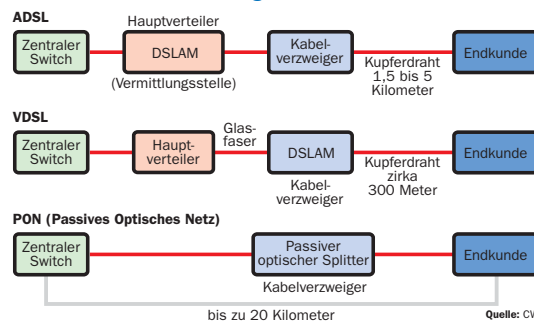 ADSL
Hauptverteiler
Zentraler
Switch
DSLAM
(Vermittlungsstelle)
Kabel-
verzweiger
Kupferdraht
1,5 bis 5
Kilometer
Endkunde
VDSL
Zentraler
Switch
Haupt-
verteiler
Glas-
faser
DSLAM
Kabel-
verzweiger
Kupferdraht
zirka
300 Meter
Endkunde
PON (Passives Optisches Netz)
Zentraler
Switch
Passiver
optischer Splitter
Kabelverzweiger
Endkunde
bis zu 20 Kilometer
Quelle: CW